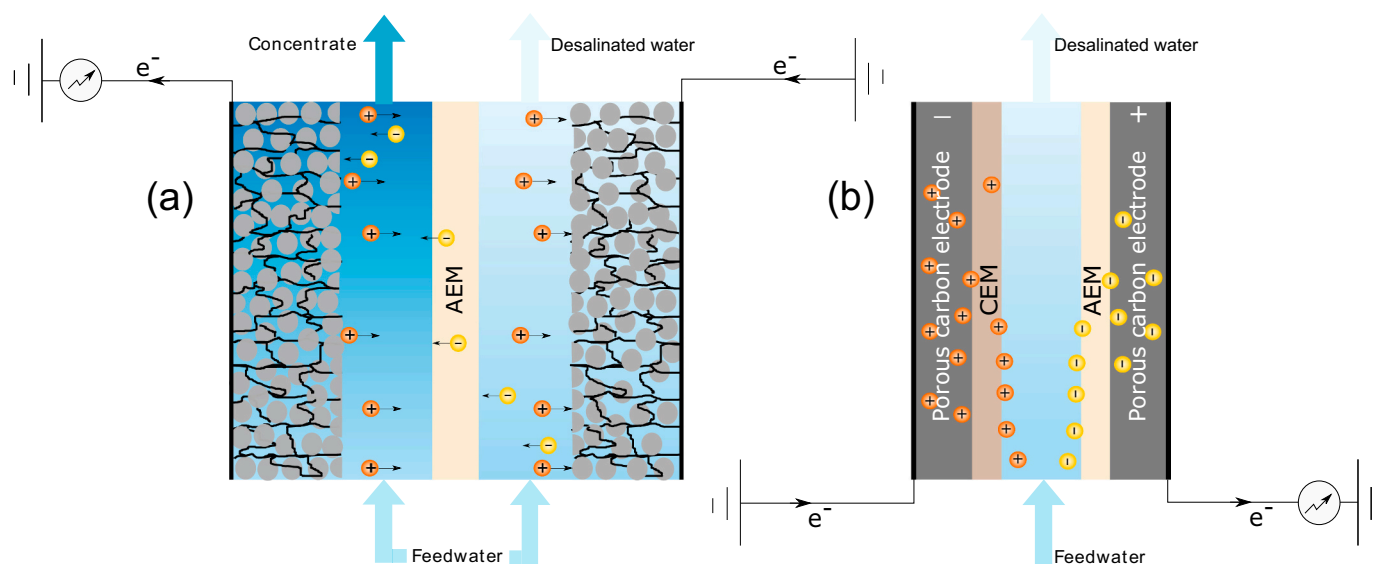 Concentrate
Desalinated water
Desalinated water
e-
e-
(a)
AEM
Feedwater
(b)
Porous carbon electrode
−
CEM
AEM
Porous carbon electrode
+
e-
e-
Feedwater